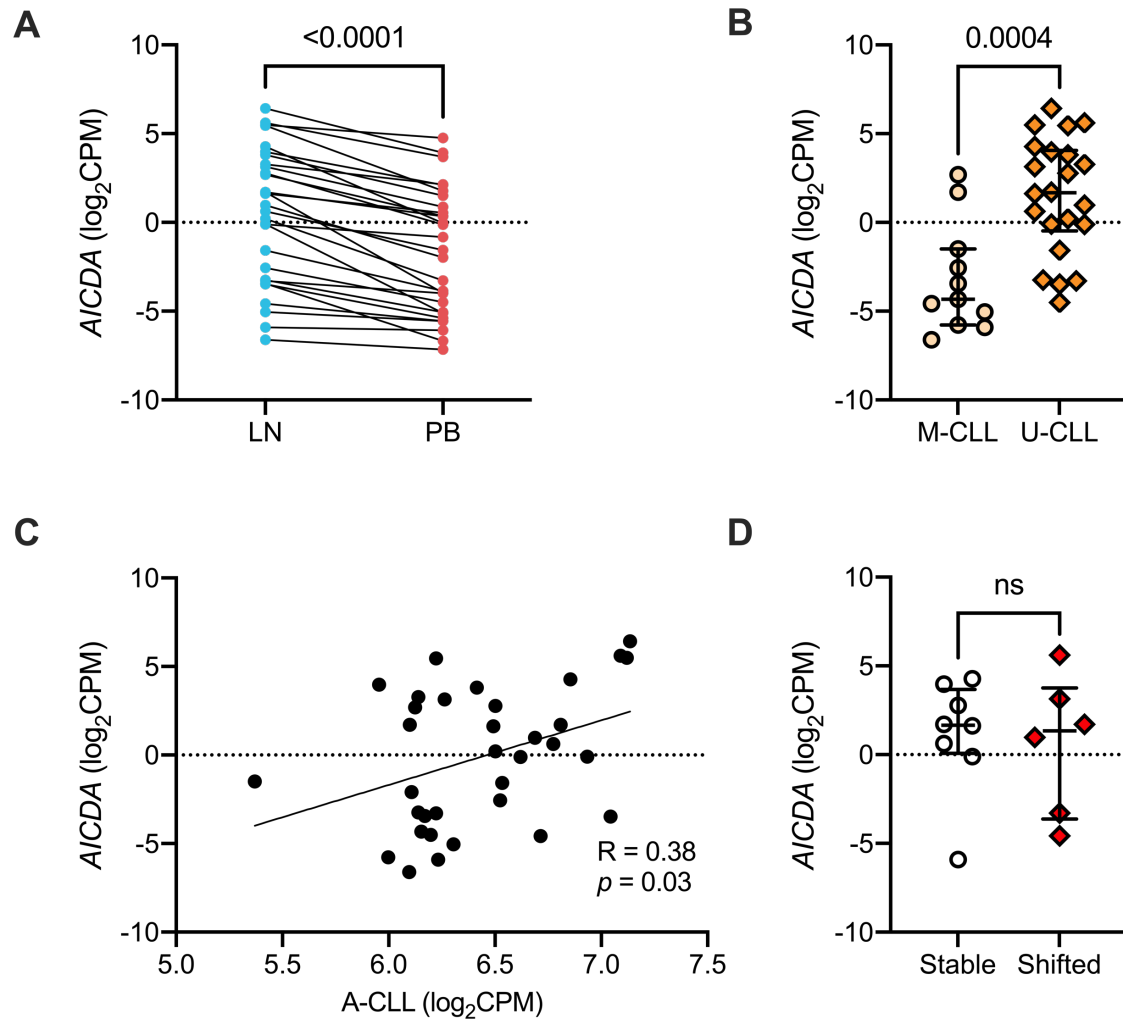 A
<0.0001
AICDA (log2CPM)
10
5
0
-5
-10
LN
PB
B
0.0004
AICDA (log2CPM)
10
5
0
-5
-10
M-CLL
U-CLL
C
AICDA (log2CPM)
10
5
0
-5
-10
R = 0.38
p = 0.03
5.0
5.5
6.0
6.5
7.0
7.5
A-CLL (log2CPM)
D
ns
AICDA (log2CPM)
10
5
0
-5
-10
Stable
Shifted